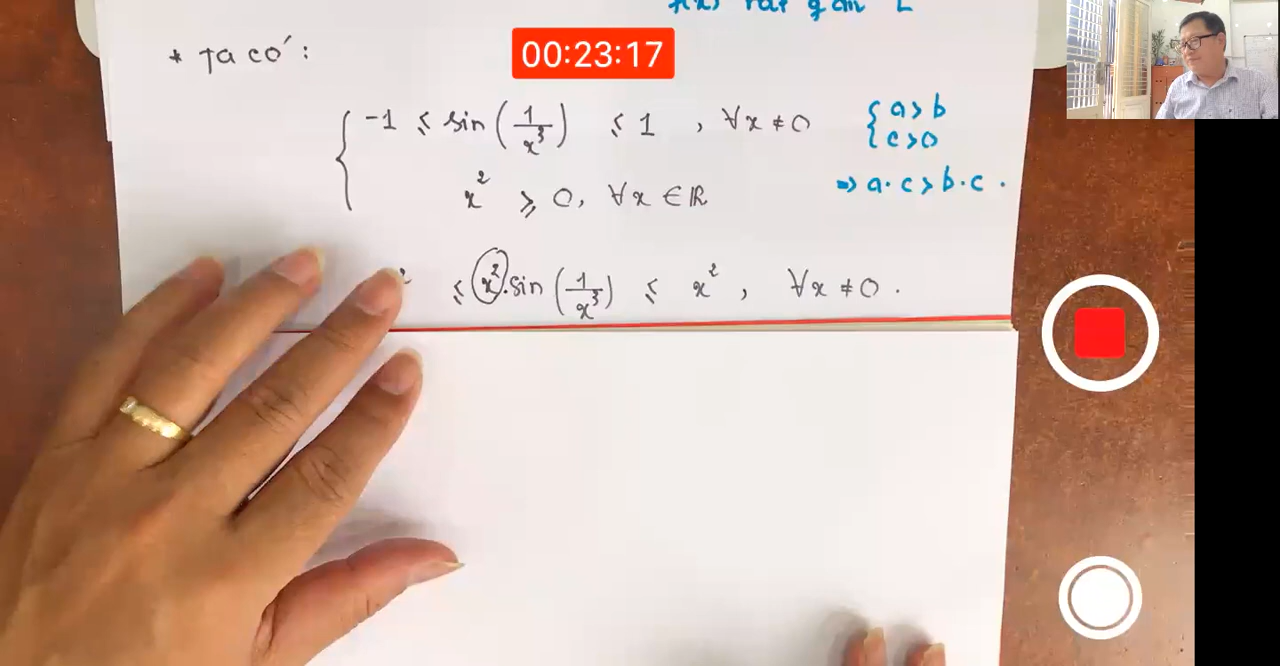 f(x) rất gần L
00:23:17
* Ta có:
-1 ≤ sin(1/x³) ≤ 1, ∀x ≠ 0
x² ≥ 0, ∀x ∈ ℝ
{ a > b
{ c > 0
⇒ a.c > b.c.
² ≤ x².sin(1/x³) ≤ x², ∀x ≠ 0.